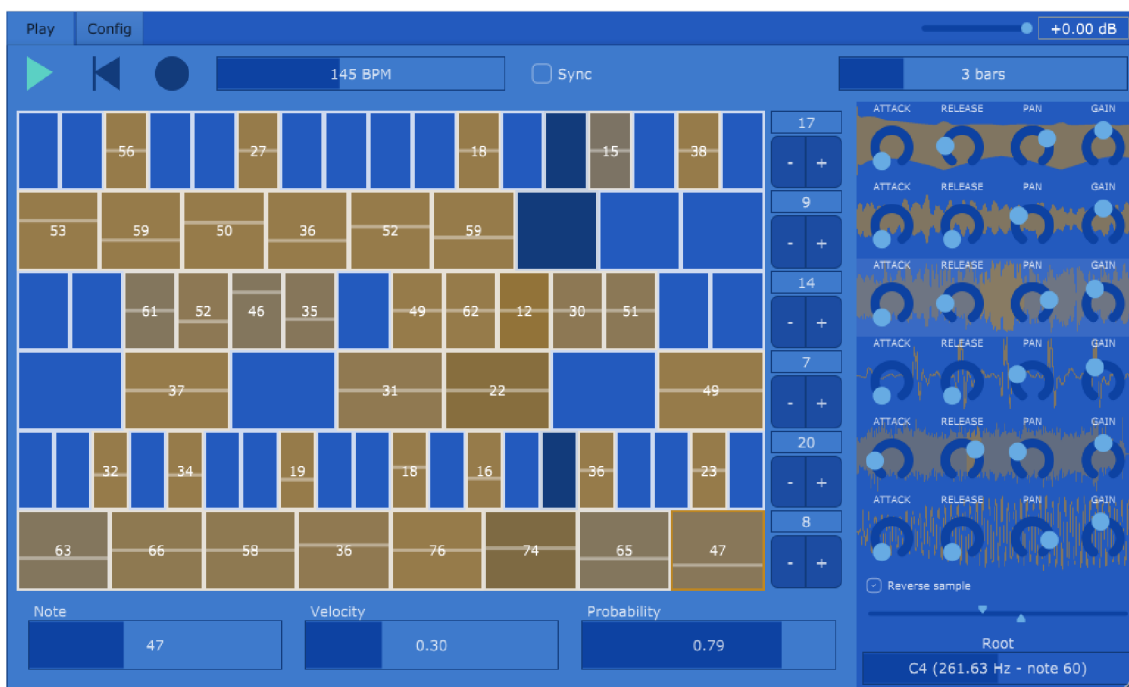 Play Config +0.00 dB
145 BPM Sync 3 bars
17
56 27 18 15 38
- +
9
53 59 50 36 52 59
- +
14
61 52 46 35 49 62 12 30 51
- +
7
37 31 22 49
- +
20
32 34 19 18 16 36 23
- +
8
63 66 58 36 76 74 65 47
- +
ATTACK RELEASE PAN GAIN
ATTACK RELEASE PAN GAIN
ATTACK RELEASE PAN GAIN
ATTACK RELEASE PAN GAIN
ATTACK RELEASE PAN GAIN
ATTACK RELEASE PAN GAIN
Reverse sample
Root
C4 (261.63 Hz - note 60)
Note Velocity Probability
47 0.30 0.79